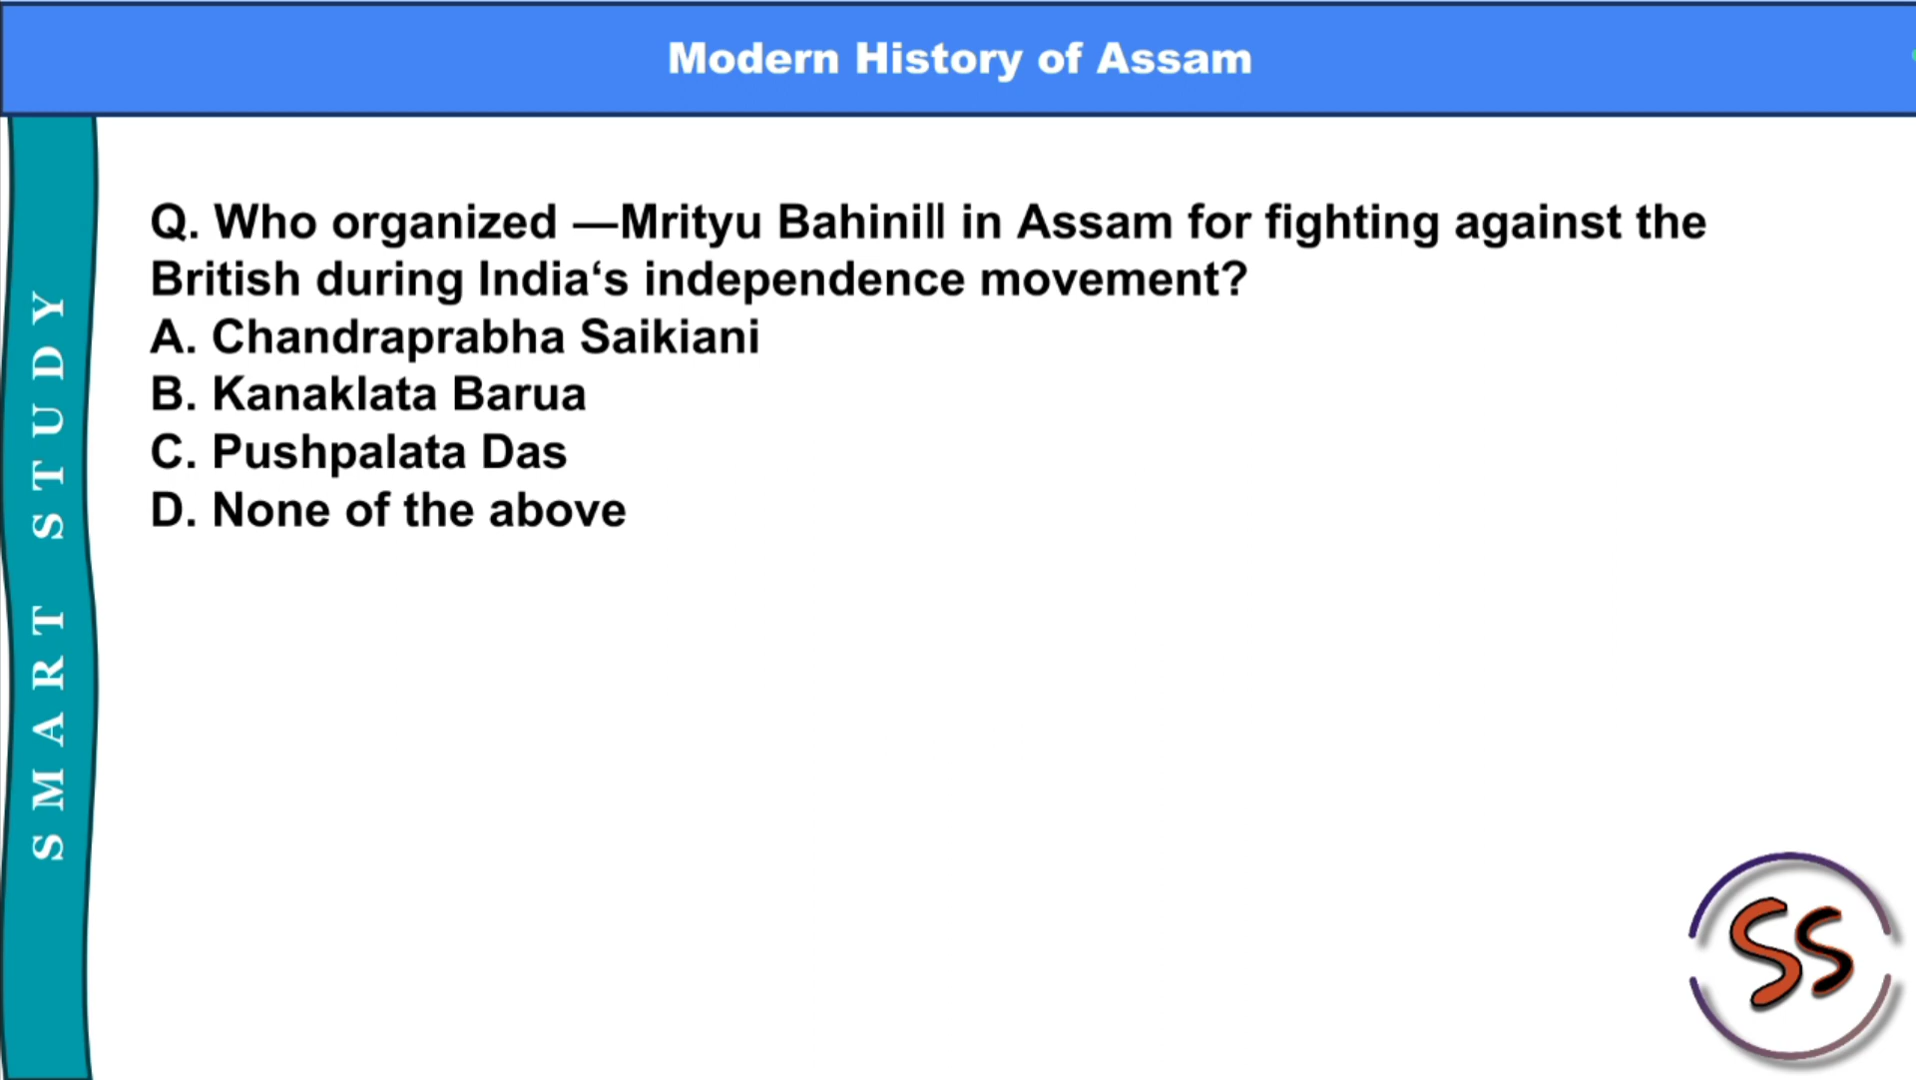 Modern History of Assam
Q. Who organized —Mrityu Bahinill in Assam for fighting against the
British during India‘s independence movement?
A. Chandraprabha Saikiani
B. Kanaklata Barua
C. Pushpalata Das
D. None of the above
SMART STUDY
SS